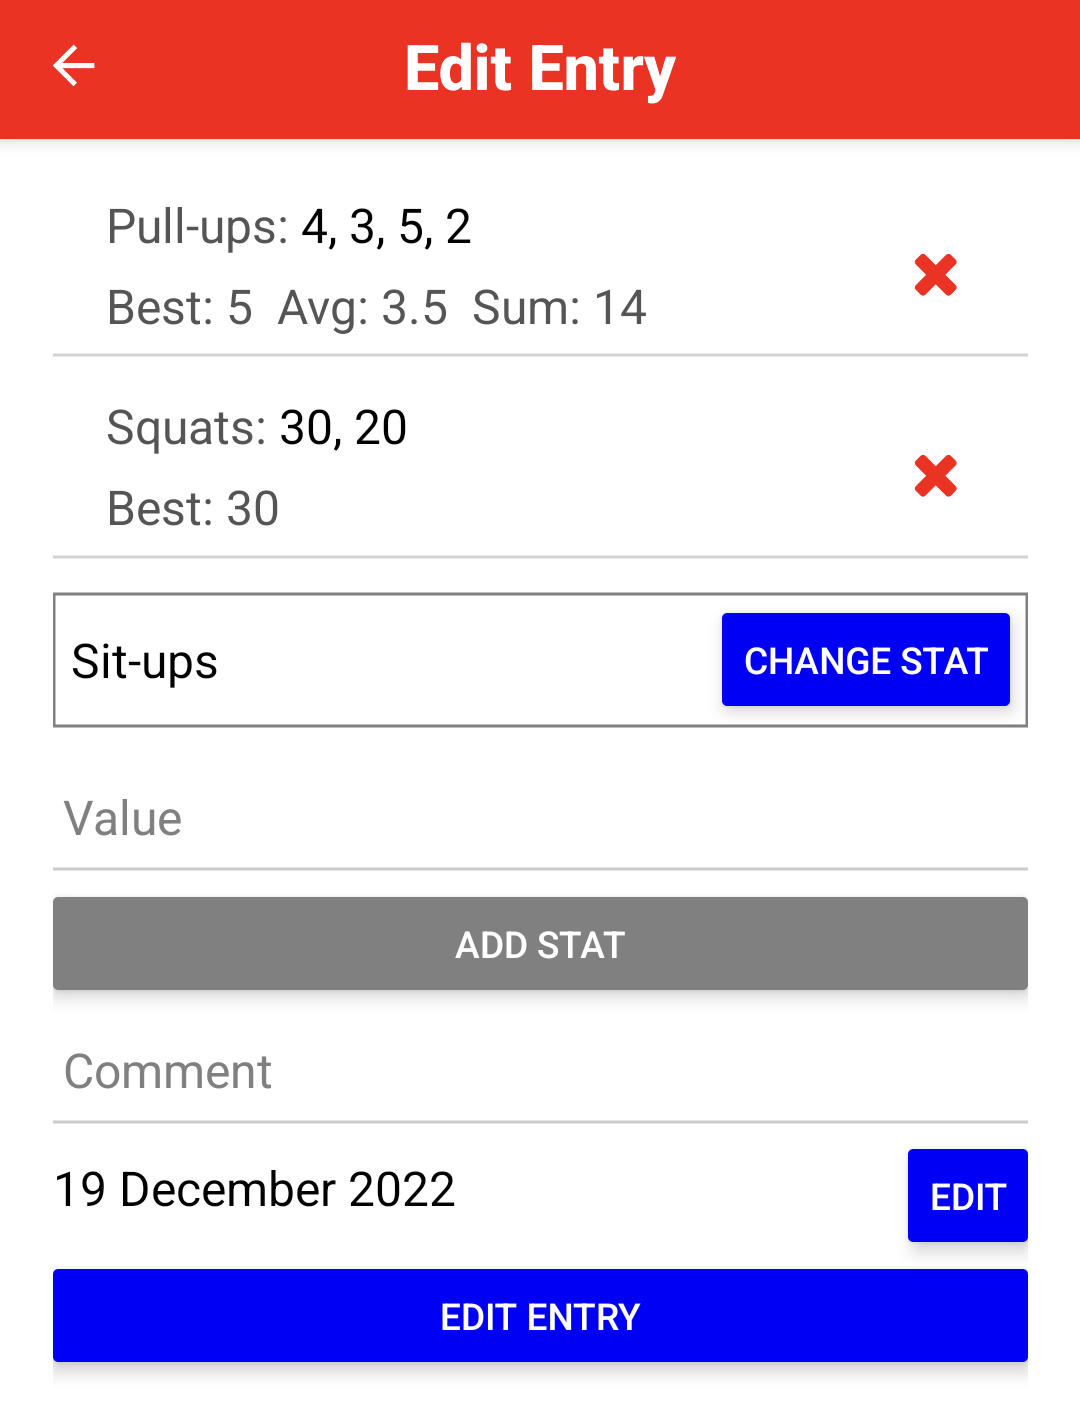 Edit Entry
Pull-ups: 4, 3, 5, 2
Best: 5 Avg: 3.5 Sum: 14
Squats: 30, 20
Best: 30
Sit-ups
CHANGE STAT
Value
ADD STAT
Comment
19 December 2022
EDIT
EDIT ENTRY